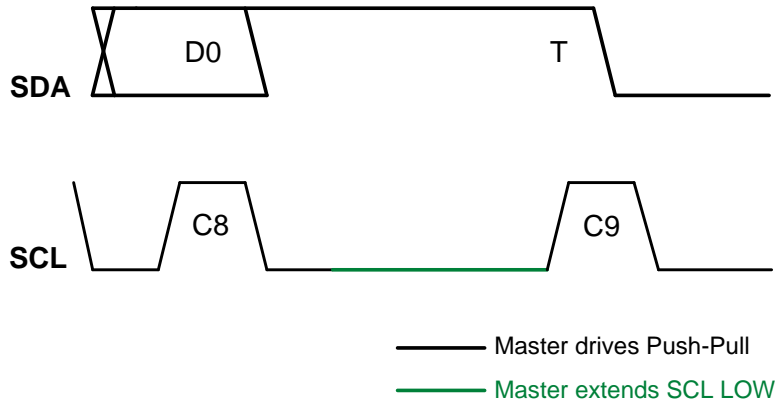 D0
T
SDA
C8
C9
SCL
Master drives Push-Pull
Master extends SCL LOW